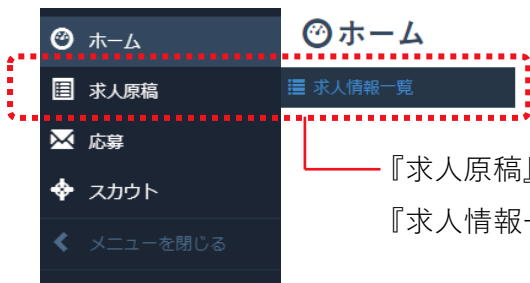 ホーム
ホーム
求人原稿
求人情報一覧
応募
スカウト
『求人原稿』
『求人情報
メニューを閉じる